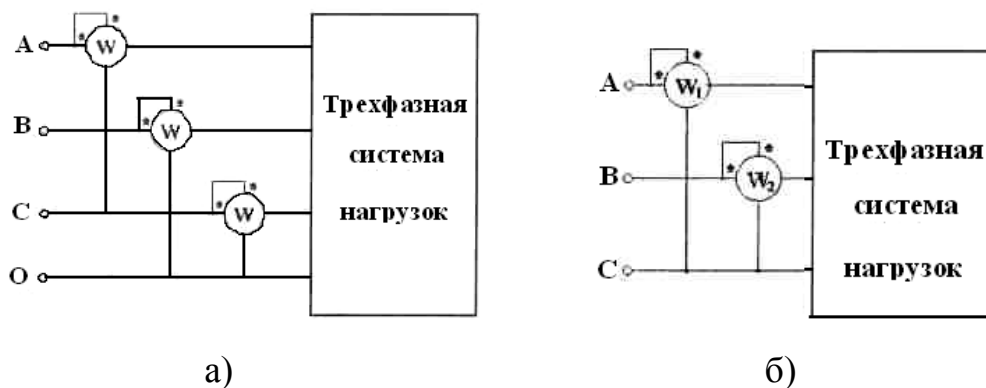 * *
A W
* *
B W
* *
C W
O
Трехфазная
система
нагрузок
а)
* *
A W₁
* *
B W₂
C
Трехфазная
система
нагрузок
б)